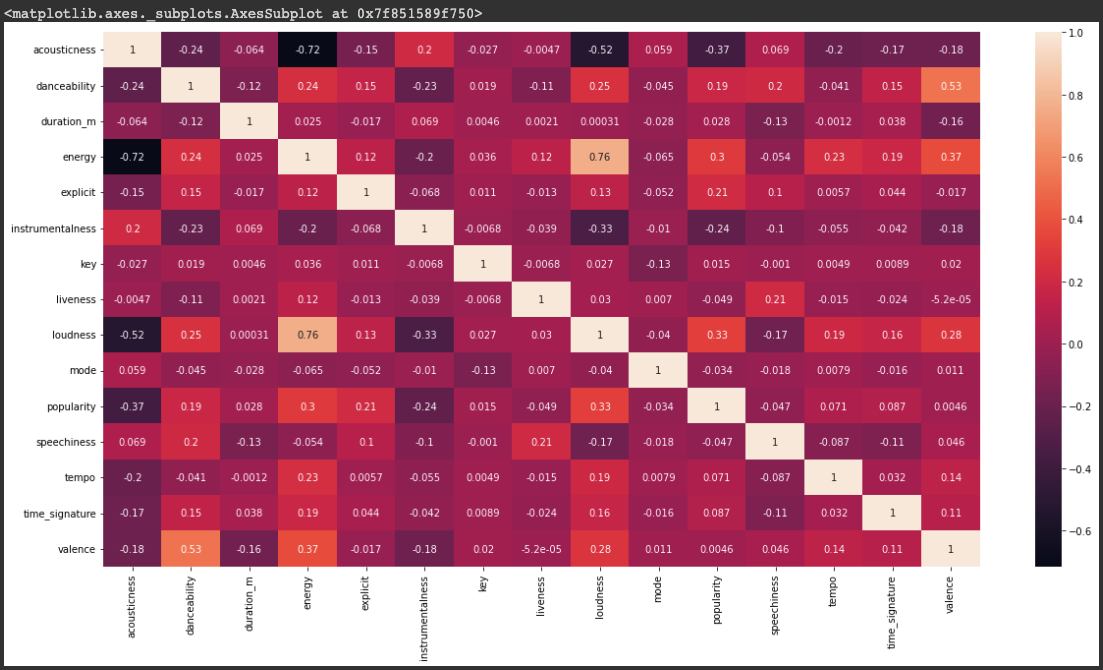 <matplotlib.axes._subplots.AxesSubplot at 0x7f851589f750>
acousticness 1 -0.24 -0.064 -0.72 -0.15 0.2 -0.027 -0.0047 -0.52 0.059 -0.37 0.069 -0.2 -0.17 -0.18
danceability -0.24 1 -0.12 0.24 0.15 -0.23 0.019 -0.11 0.25 -0.045 0.19 0.2 -0.041 0.15 0.53
duration_m -0.064 -0.12 1 0.025 -0.017 0.069 0.0046 0.0021 0.00031 -0.028 0.028 -0.13 -0.0012 0.038 -0.16
energy -0.72 0.24 0.025 1 0.12 -0.2 0.036 0.12 0.76 -0.065 0.3 -0.054 0.23 0.19 0.37
explicit -0.15 0.15 -0.017 0.12 1 -0.068 0.011 -0.013 0.13 -0.052 0.21 0.1 0.0057 0.044 -0.017
instrumentalness 0.2 -0.23 0.069 -0.2 -0.068 1 -0.0068 -0.039 -0.33 -0.01 -0.24 -0.1 -0.055 -0.042 -0.18
key -0.027 0.019 0.0046 0.036 0.011 -0.0068 1 -0.0068 0.027 -0.13 0.015 -0.001 0.0049 0.0089 0.02
liveness -0.0047 -0.11 0.0021 0.12 -0.013 -0.039 -0.0068 1 0.03 0.007 -0.049 0.21 -0.015 -0.024 -5.2e-05
loudness -0.52 0.25 0.00031 0.76 0.13 -0.33 0.027 0.03 1 -0.04 0.33 -0.17 0.19 0.16 0.28
mode 0.059 -0.045 -0.028 -0.065 -0.052 -0.01 -0.13 0.007 -0.04 1 -0.034 -0.018 0.0079 -0.016 0.011
popularity -0.37 0.19 0.028 0.3 0.21 -0.24 0.015 -0.049 0.33 -0.034 1 -0.047 0.071 0.087 0.0046
speechiness 0.069 0.2 -0.13 -0.054 0.1 -0.1 -0.001 0.21 -0.17 -0.018 -0.047 1 -0.087 -0.11 0.046
tempo -0.2 -0.041 -0.0012 0.23 0.0057 -0.055 0.0049 -0.015 0.19 0.0079 0.071 -0.087 1 0.032 0.14
time_signature -0.17 0.15 0.038 0.19 0.044 -0.042 0.0089 -0.024 0.16 -0.016 0.087 -0.11 0.032 1 0.11
valence -0.18 0.53 -0.16 0.37 -0.017 -0.18 0.02 -5.2e-05 0.28 0.011 0.0046 0.046 0.14 0.11 1
acousticness
danceability
duration_m
energy
explicit
instrumentalness
key
liveness
loudness
mode
popularity
speechiness
tempo
time_signature
valence
1.0
0.8
0.6
0.4
0.2
0.0
−0.2
−0.4
−0.6